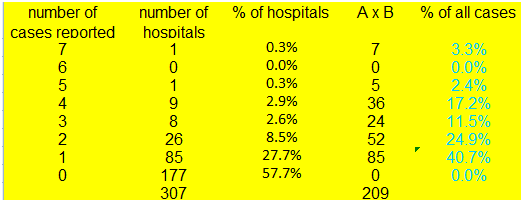 number of number of % of hospitals A x B % of all cases
cases reported hospitals
7 1 0.3% 7 3.3%
6 0 0.0% 0 0.0%
5 1 0.3% 5 2.4%
4 9 2.9% 36 17.2%
3 8 2.6% 24 11.5%
2 26 8.5% 52 24.9%
1 85 27.7% 85 40.7%
0 177 57.7% 0 0.0%
307 209